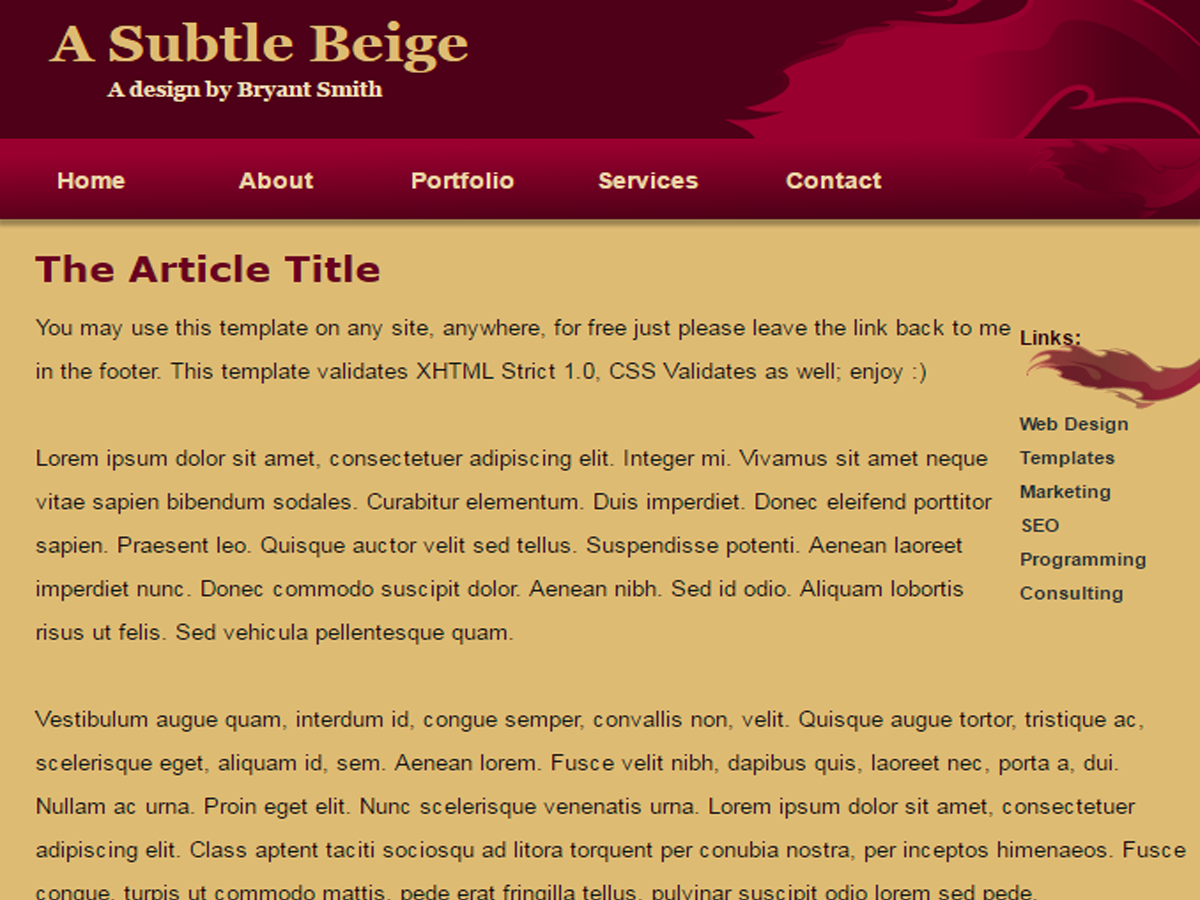 A Subtle Beige
A design by Bryant Smith
Home About Portfolio Services Contact
The Article Title
You may use this template on any site, anywhere, for free just please leave the link back to me
in the footer. This template validates XHTML Strict 1.0, CSS Validates as well; enjoy :)
Links:
Web Design
Templates
Marketing
SEO
Programming
Consulting
Lorem ipsum dolor sit amet, consectetuer adipiscing elit. Integer mi. Vivamus sit amet neque
vitae sapien bibendum sodales. Curabitur elementum. Duis imperdiet. Donec eleifend porttitor
sapien. Praesent leo. Quisque auctor velit sed tellus. Suspendisse potenti. Aenean laoreet
imperdiet nunc. Donec commodo suscipit dolor. Aenean nibh. Sed id odio. Aliquam lobortis
risus ut felis. Sed vehicula pellentesque quam.
Vestibulum augue quam, interdum id, congue semper, convallis non, velit. Quisque augue tortor, tristique ac,
scelerisque eget, aliquam id, sem. Aenean lorem. Fusce velit nibh, dapibus quis, laoreet nec, porta a, dui.
Nullam ac urna. Proin eget elit. Nunc scelerisque venenatis urna. Lorem ipsum dolor sit amet, consectetuer
adipiscing elit. Class aptent taciti sociosqu ad litora torquent per conubia nostra, per inceptos himenaeos. Fusce
congue, turpis ut commodo mattis, pede erat fringilla tellus, pulvinar suscipit odio lorem sed pede.